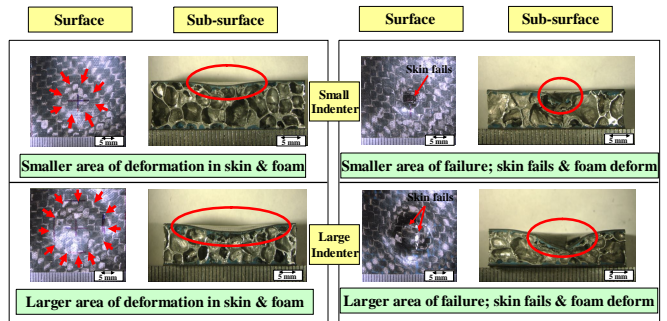 Surface
Sub-surface
Surface
Sub-surface
5 mm
5 mm
Small
Indenter
Skin fails
5 mm
5 mm
Smaller area of deformation in skin & foam
Smaller area of failure; skin fails & foam deform
5 mm
5 mm
Large
Indenter
Skin fails
5 mm
5 mm
Larger area of deformation in skin & foam
Larger area of failure; skin fails & foam deform